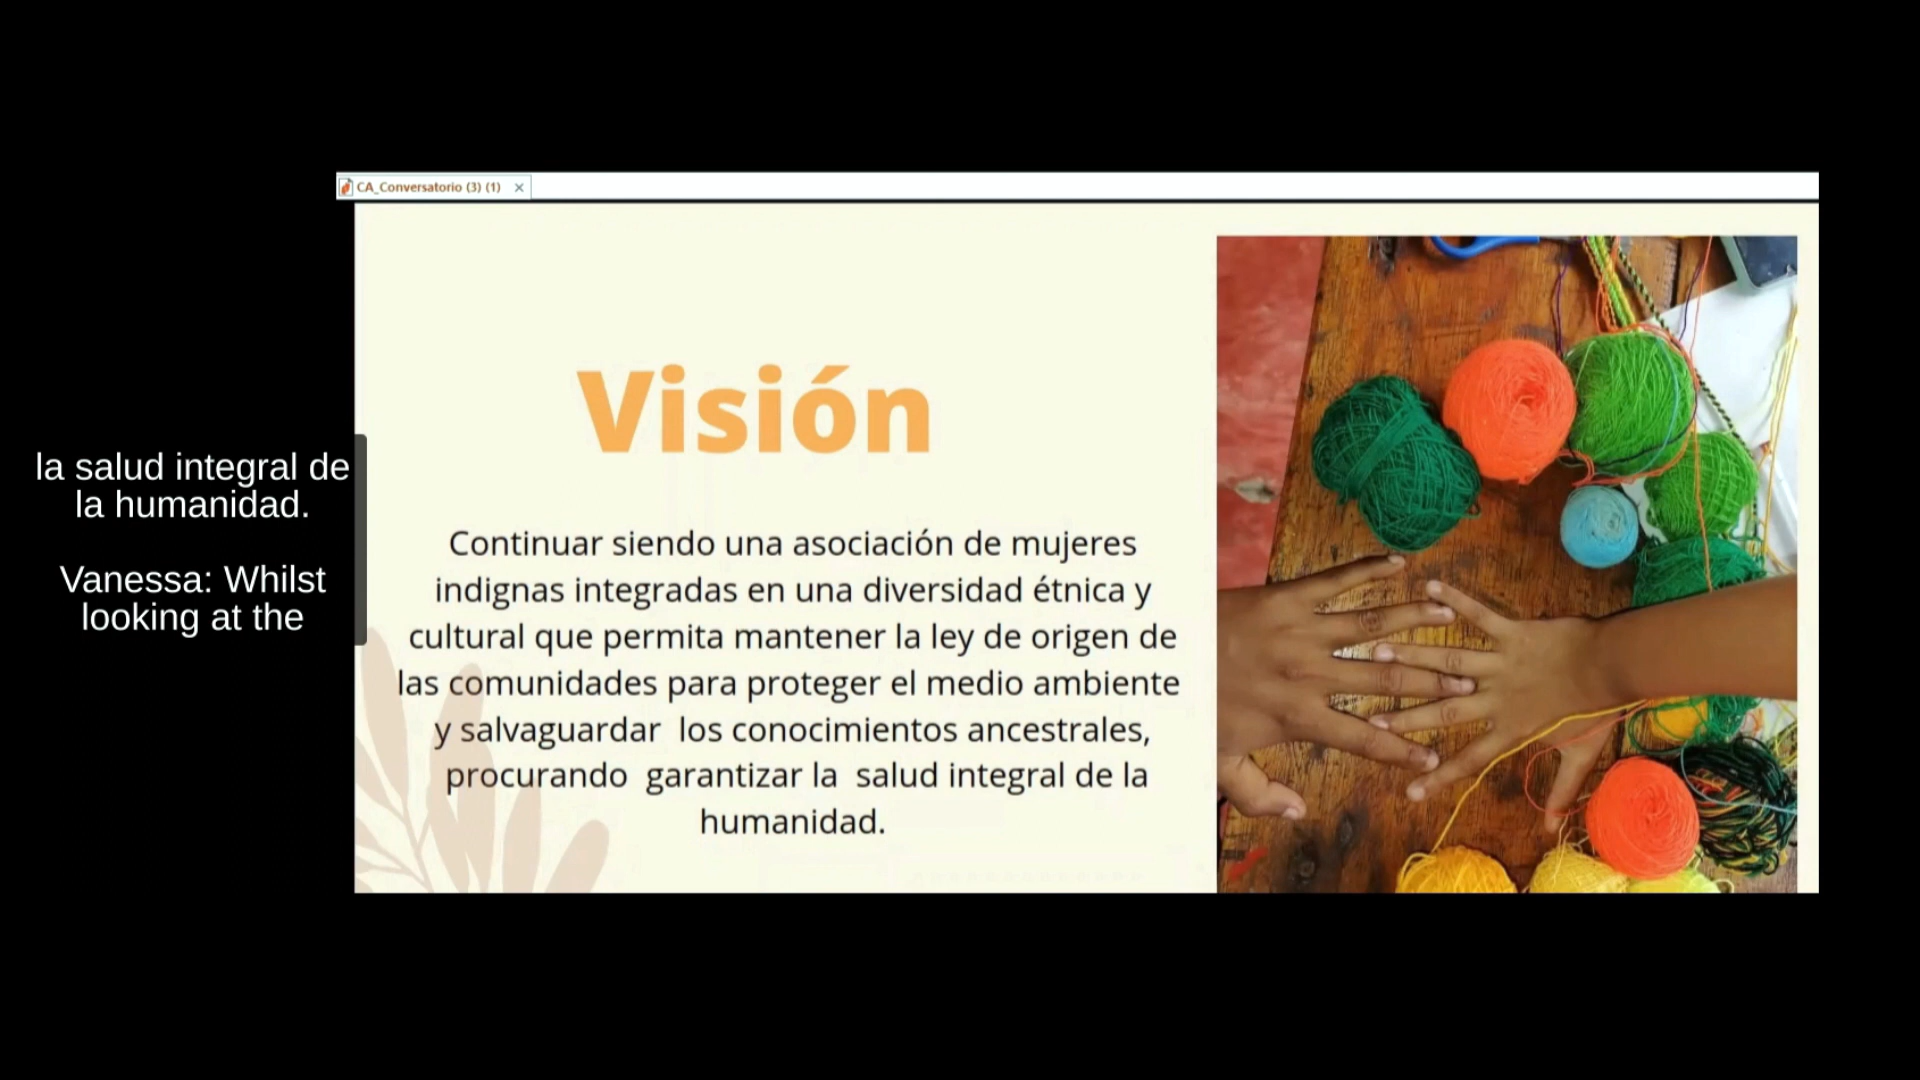 CA_Conversatorio (3) (1)
Visión
Continuar siendo una asociación de mujeres
indignas integradas en una diversidad étnica y
cultural que permita mantener la ley de origen de
las comunidades para proteger el medio ambiente
y salvaguardar los conocimientos ancestrales,
procurando garantizar la salud integral de la
humanidad.
la salud integral de
la humanidad.
Vanessa: Whilst
looking at the